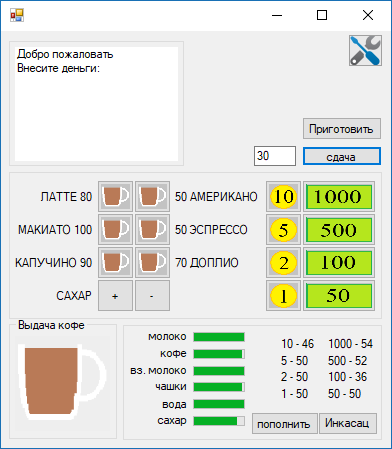 Добро пожаловать
Внесите деньги:
Приготовить
30 сдача
ЛАТТЕ 80 50 АМЕРИКАНО 10 1000
МАКИАТО 100 50 ЭСПРЕССО 5 500
КАПУЧИНО 90 70 ДОПЛИО 2 100
САХАР + - 1 50
Выдача кофе
молоко
кофе
вз. молоко
чашки
вода
сахар
10 - 46 1000 - 54
5 - 50 500 - 52
2 - 50 100 - 36
1 - 50 50 - 50
пополнить Инкасац